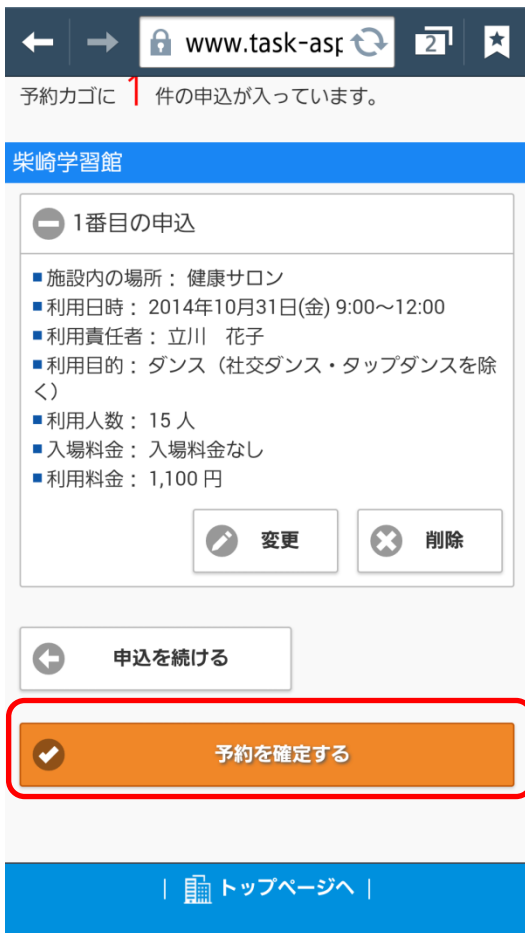 www.task-asp
2
予約カゴに 1 件の申込が入っています。
柴崎学習館
1番目の申込
■施設内の場所： 健康サロン
■利用日時： 2014年10月31日(金) 9:00～12:00
■利用責任者： 立川　花子
■利用目的： ダンス（社交ダンス・タップダンスを除
く）
■利用人数： 15 人
■入場料金： 入場料金なし
■利用料金： 1,100 円
変更 削除
申込を続ける
予約を確定する
| トップページへ |